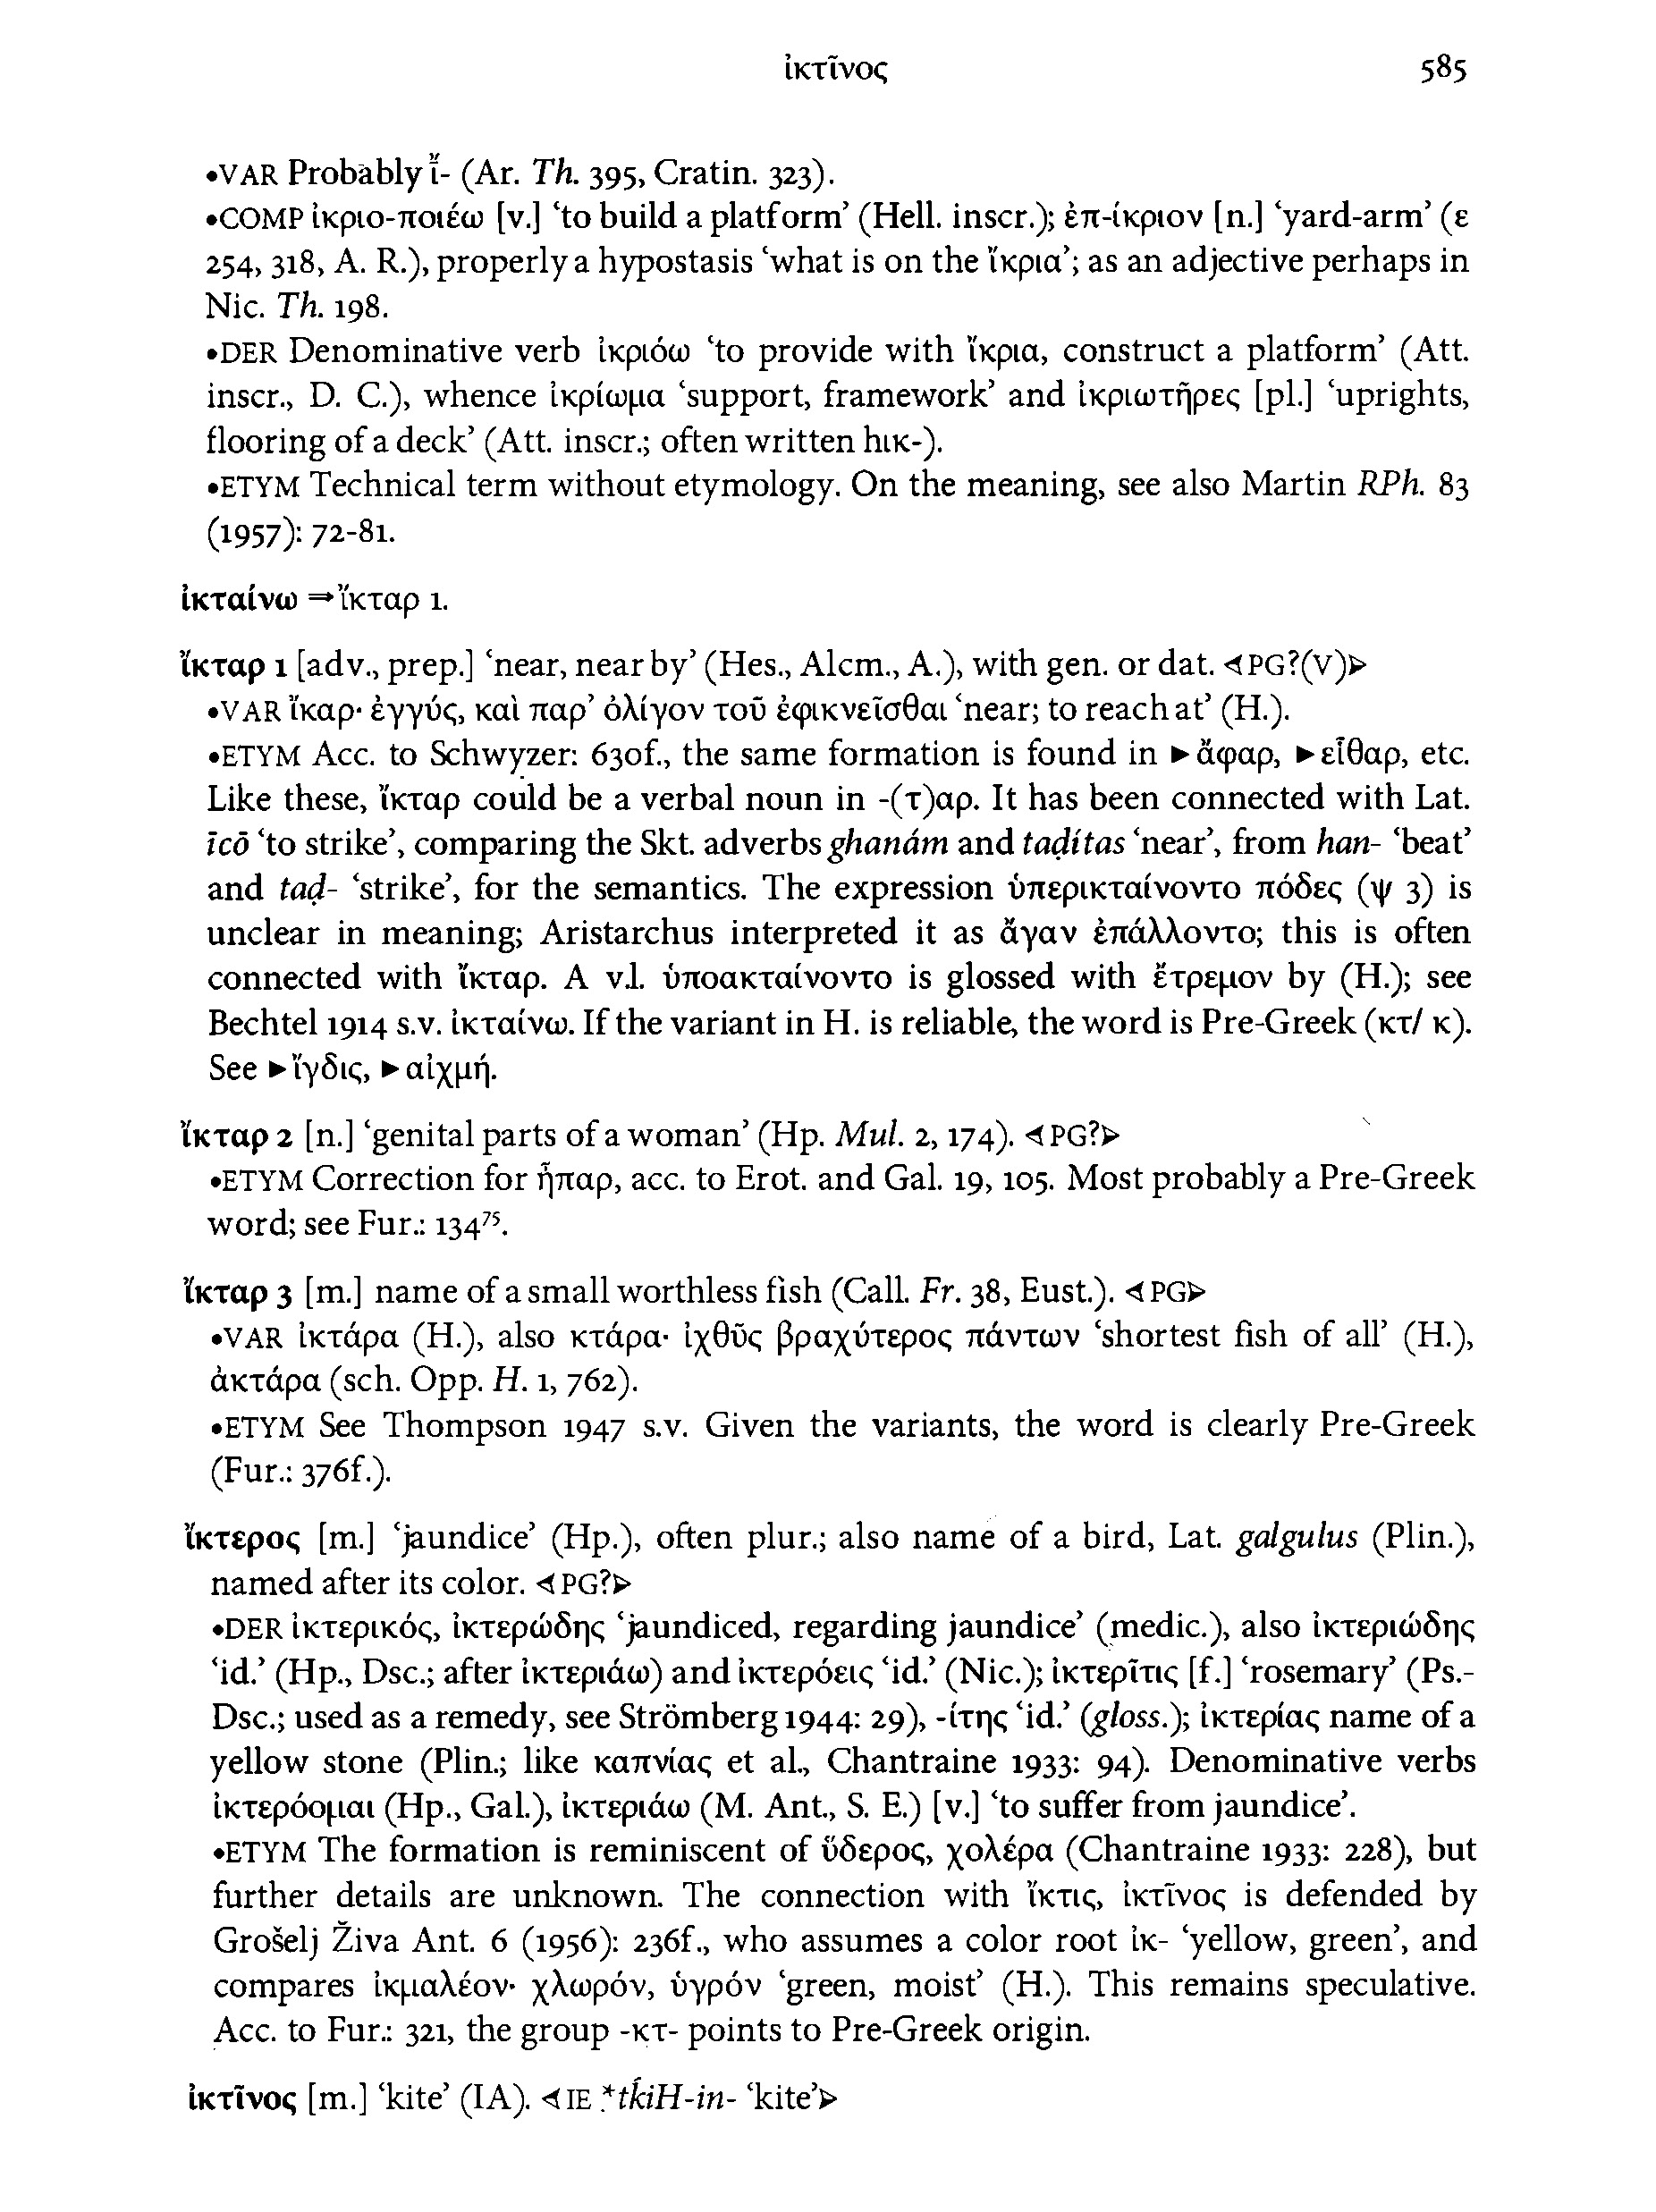 ἰκτῖνος 585
•VAR Probably ῑ̓́- (Ar. Th. 395, Cratin. 323).
•COMP ἰκριο-ποιέω [v.] ‘to build a platform’ (Hell. inscr.); ἐπ-ίκριον [n.] ‘yard-arm’ (ε
254, 318, A. R.), properly a hypostasis ‘what is on the ἴκρια’; as an adjective perhaps in
Nic. Th. 198.
•DER Denominative verb ἰκριόω ‘to provide with ἴκρια, construct a platform’ (Att.
inscr., D. C.), whence ἰκρίωμα ‘support, framework’ and ἰκριωτῆρες [pl.] ‘uprights,
flooring of a deck’ (Att. inscr.; often written hικ-).
•ETYM Technical term without etymology. On the meaning, see also Martin RPh. 83
(1957): 72-81.
ἰκταίνω ⇒ ἴκταρ 1.
ἴκταρ 1 [adv., prep.] ‘near, near by’ (Hes., Alcm., A.), with gen. or dat. ◁PG?(V)▷
•VAR ἴκαρ· ἐγγύς, καὶ παρ’ ὀλίγον τοῦ ἐφικνεῖσθαι ‘near; to reach at’ (H.).
•ETYM Acc. to Schwyzer: 630f., the same formation is found in ▶ἄφαρ, ▶εἶθαρ, etc.
Like these, ἴκταρ could be a verbal noun in -(τ)αρ. It has been connected with Lat.
īcō ‘to strike’, comparing the Skt. adverbs ghanám and taḍítas ‘near’, from han- ‘beat’
and taḍ- ‘strike’, for the semantics. The expression ὑπερικταίνοντο πόδες (ψ 3) is
unclear in meaning; Aristarchus interpreted it as ἄγαν ἐπάλλοντο; this is often
connected with ἴκταρ. A v.l. ὑποακταίνοντο is glossed with ἔτρεμον by (H.); see
Bechtel 1914 s.v. ἰκταίνω. If the variant in H. is reliable, the word is Pre-Greek (κτ/ κ).
See ▶ἴγδις, ▶αἰχμή.
ἴκταρ 2 [n.] ‘genital parts of a woman’ (Hp. Mul. 2, 174). ◁PG?▷
•ETYM Correction for ἧπαρ, acc. to Erot. and Gal. 19, 105. Most probably a Pre-Greek
word; see Fur.: 134⁷⁵.
ἴκταρ 3 [m.] name of a small worthless fish (Call. Fr. 38, Eust.). ◁PG▷
•VAR ἰκτάρα (H.), also κτάρα· ἰχθῦς βραχύτερος πάντων ‘shortest fish of all’ (H.),
ἀκτάρα (sch. Opp. H. 1, 762).
•ETYM See Thompson 1947 s.v. Given the variants, the word is clearly Pre-Greek
(Fur.: 376f.).
ἴκτερος [m.] ‘jaundice’ (Hp.), often plur.; also name of a bird, Lat. galgulus (Plin.),
named after its color. ◁PG?▷
•DER ἰκτερικός, ἰκτερώδης ‘jaundiced, regarding jaundice’ (medic.), also ἰκτεριώδης
‘id.’ (Hp., Dsc.; after ἰκτεριάω) and ἰκτερόεις ‘id.’ (Nic.); ἰκτερῖτις [f.] ‘rosemary’ (Ps.-
Dsc.; used as a remedy, see Strömberg 1944: 29), -ίτης ‘id.’ (gloss.); ἰκτερίας name of a
yellow stone (Plin.; like καπνίας et al., Chantraine 1933: 94). Denominative verbs
ἰκτερόομαι (Hp., Gal.), ἰκτεριάω (M. Ant., S. E.) [v.] ‘to suffer from jaundice’.
•ETYM The formation is reminiscent of ὕδερος, χολέρα (Chantraine 1933: 228), but
further details are unknown. The connection with ἴκτις, ἰκτῖνος is defended by
Grošelj Živa Ant. 6 (1956): 236f., who assumes a color root ἰκ- ‘yellow, green’, and
compares ἰκμαλέον· χλωρόν, ὑγρόν ‘green, moist’ (H.). This remains speculative.
Acc. to Fur.: 321, the group -κτ- points to Pre-Greek origin.
ἰκτῖνος [m.] ‘kite’ (IA). ◁IE *tḱiH-in- ‘kite’▷